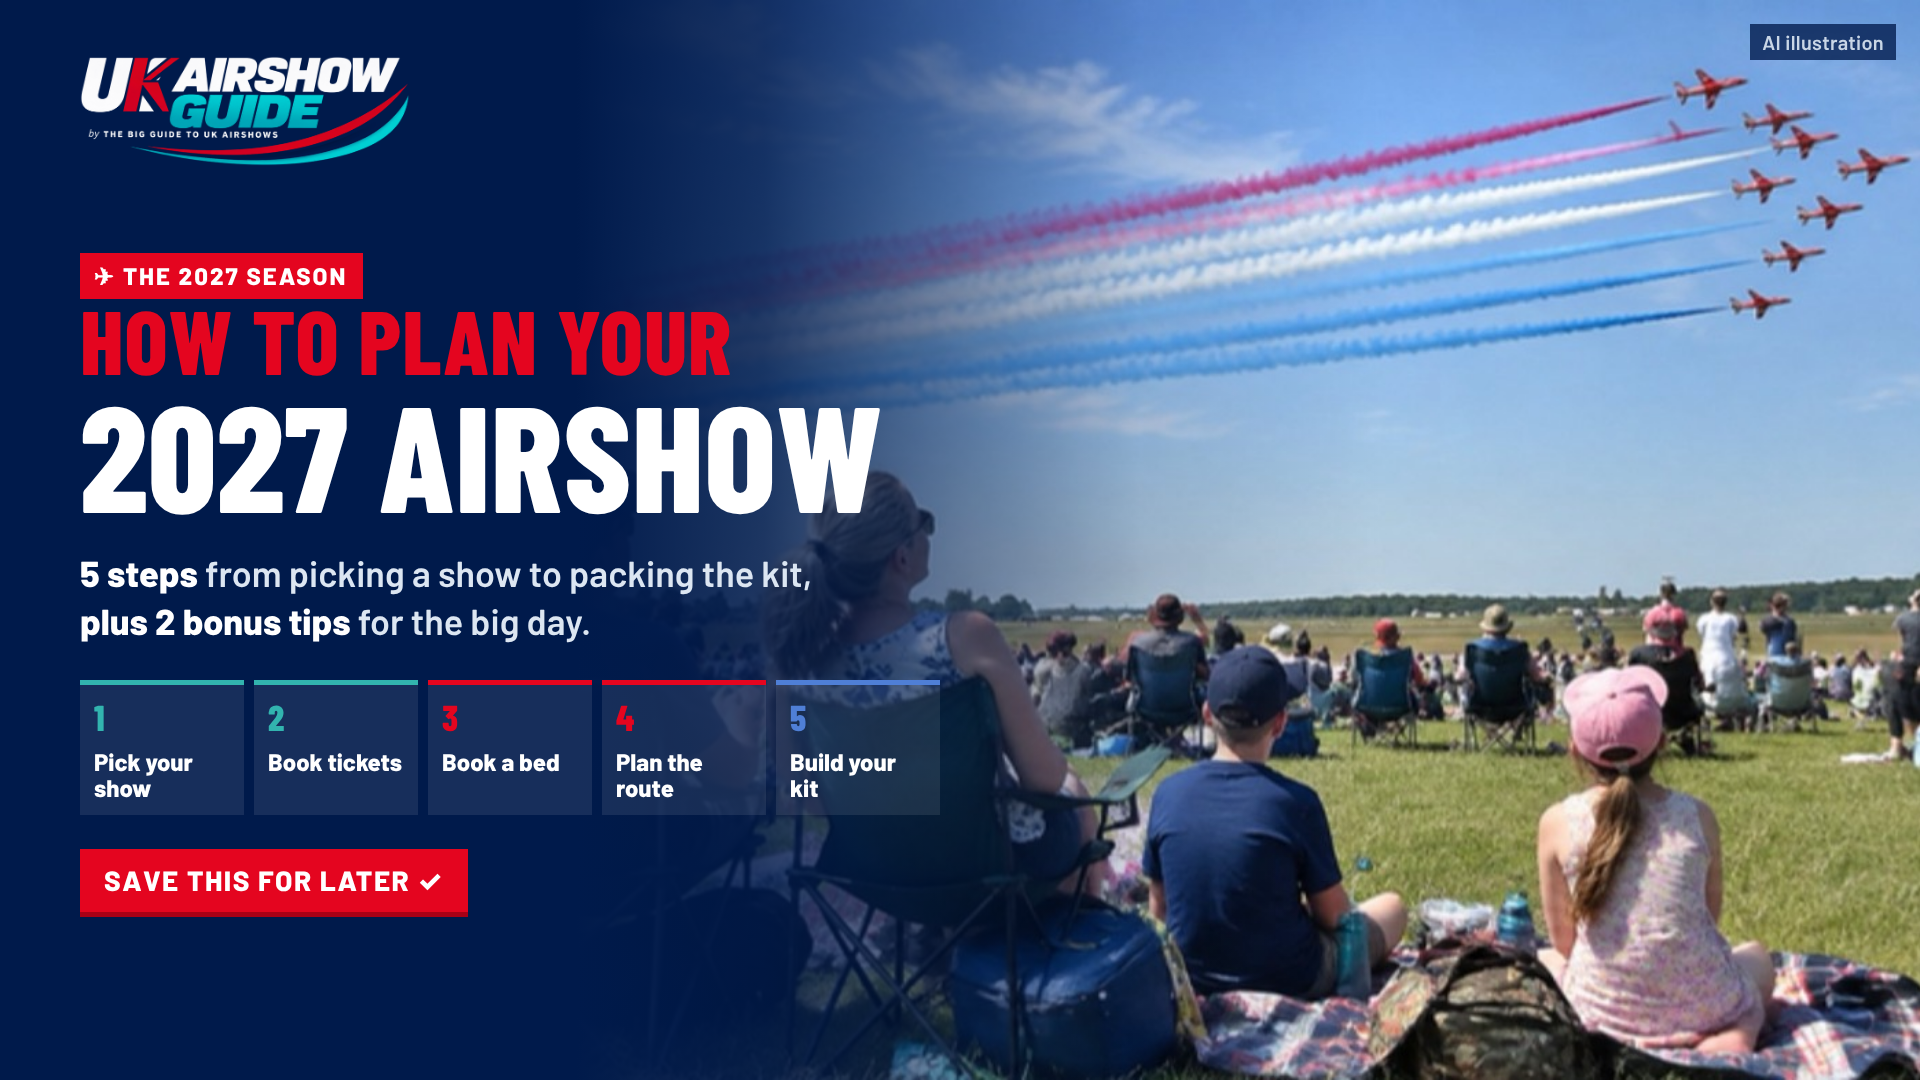 UK AIRSHOW
GUIDE
by THE BIG GUIDE TO UK AIRSHOWS
AI illustration
✈ THE 2027 SEASON
HOW TO PLAN YOUR
2027 AIRSHOW
5 steps from picking a show to packing the kit,
plus 2 bonus tips for the big day.
1
Pick your
show
2
Book tickets
3
Book a bed
4
Plan the
route
5
Build your
kit
SAVE THIS FOR LATER ✓